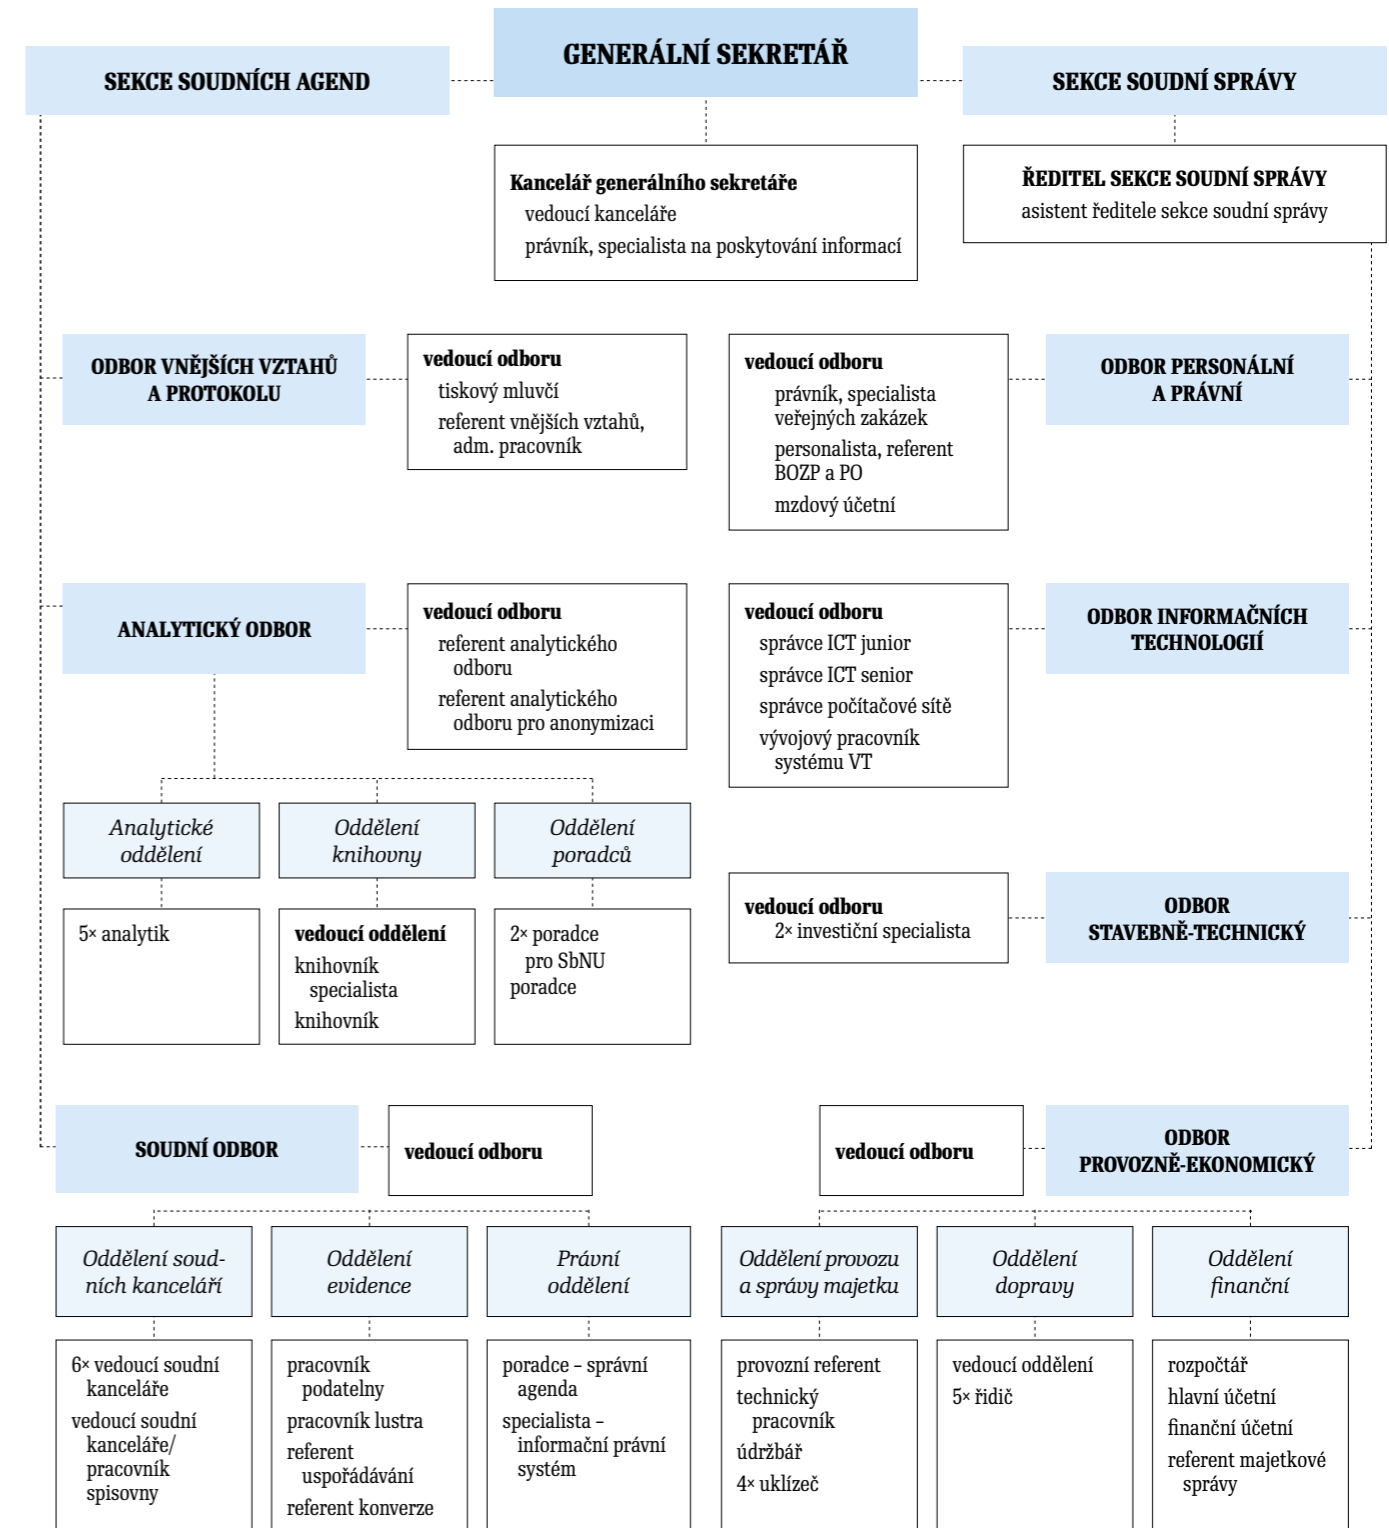 GENERÁLNÍ SEKRETÁŘ
SEKCE SOUDNÍCH AGEND
SEKCE SOUDNÍ SPRÁVY
Kancelář generálního sekretáře
vedoucí kanceláře
právník, specialista na poskytování informací
ŘEDITEL SEKCE SOUDNÍ SPRÁVY
asistent ředitele sekce soudní správy
ODBOR VNĚJŠÍCH VZTAHŮ
A PROTOKOLU
vedoucí odboru
tiskový mluvčí
referent vnějších vztahů,
adm. pracovník
vedoucí odboru
právník, specialista
veřejných zakázek
personalista, referent
BOZP a PO
mzdový účetní
ODBOR PERSONÁLNÍ
A PRÁVNÍ
ANALYTICKÝ ODBOR
vedoucí odboru
referent analytického
odboru
referent analytického
odboru pro anonymizaci
vedoucí odboru
správce ICT junior
správce ICT senior
správce počítačové sítě
vývojový pracovník
systému VT
ODBOR INFORMAČNÍCH
TECHNOLOGIÍ
Analytické
oddělení
Oddělení
knihovny
Oddělení
poradců
5× analytik
vedoucí oddělení
knihovník
specialista
knihovník
2× poradce
pro SbNU
poradce
vedoucí odboru
2× investiční specialista
ODBOR
STAVEBNĚ-TECHNICKÝ
SOUDNÍ ODBOR
vedoucí odboru
vedoucí odboru
ODBOR
PROVOZNĚ-EKONOMICKÝ
Oddělení soud-
ních kanceláří
Oddělení
evidence
Právní
oddělení
Oddělení provozu
a správy majetku
Oddělení
dopravy
Oddělení
finanční
6× vedoucí soudní
kanceláře
vedoucí soudní
kanceláře/
pracovník
spisovny
pracovník
podatelny
pracovník lustra
referent
uspořádávání
referent konverze
poradce – správní
agenda
specialista –
informační právní
systém
provozní referent
technický
pracovník
údržbář
4× uklízeč
vedoucí oddělení
5× řidič
rozpočtář
hlavní účetní
finanční účetní
referent majetkové
správy